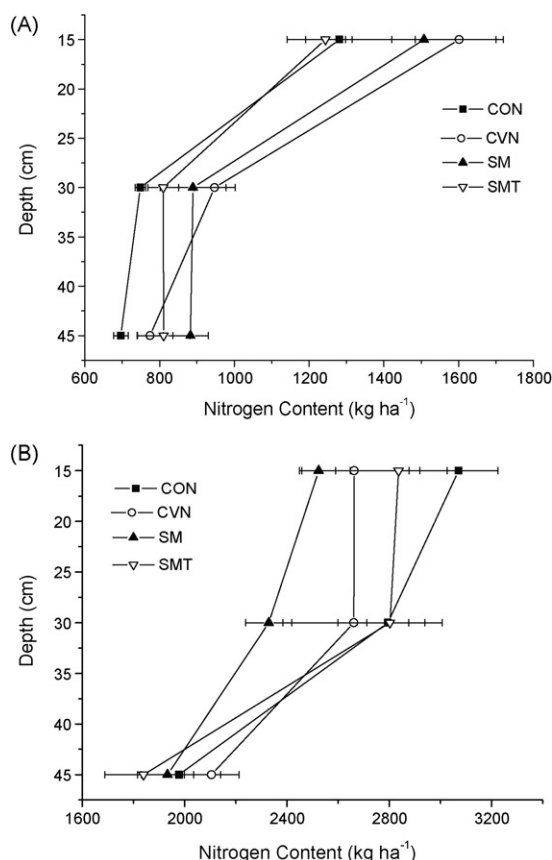 (A)
15
20
25
30
35
40
45
Depth (cm)
CON
CVN
SM
SMT
600 800 1000 1200 1400 1600 1800
Nitrogen Content (kg ha⁻¹)
(B)
15
20
25
30
35
40
45
Depth (cm)
CON
CVN
SM
SMT
1600 2000 2400 2800 3200
Nitrogen Content (kg ha⁻¹)